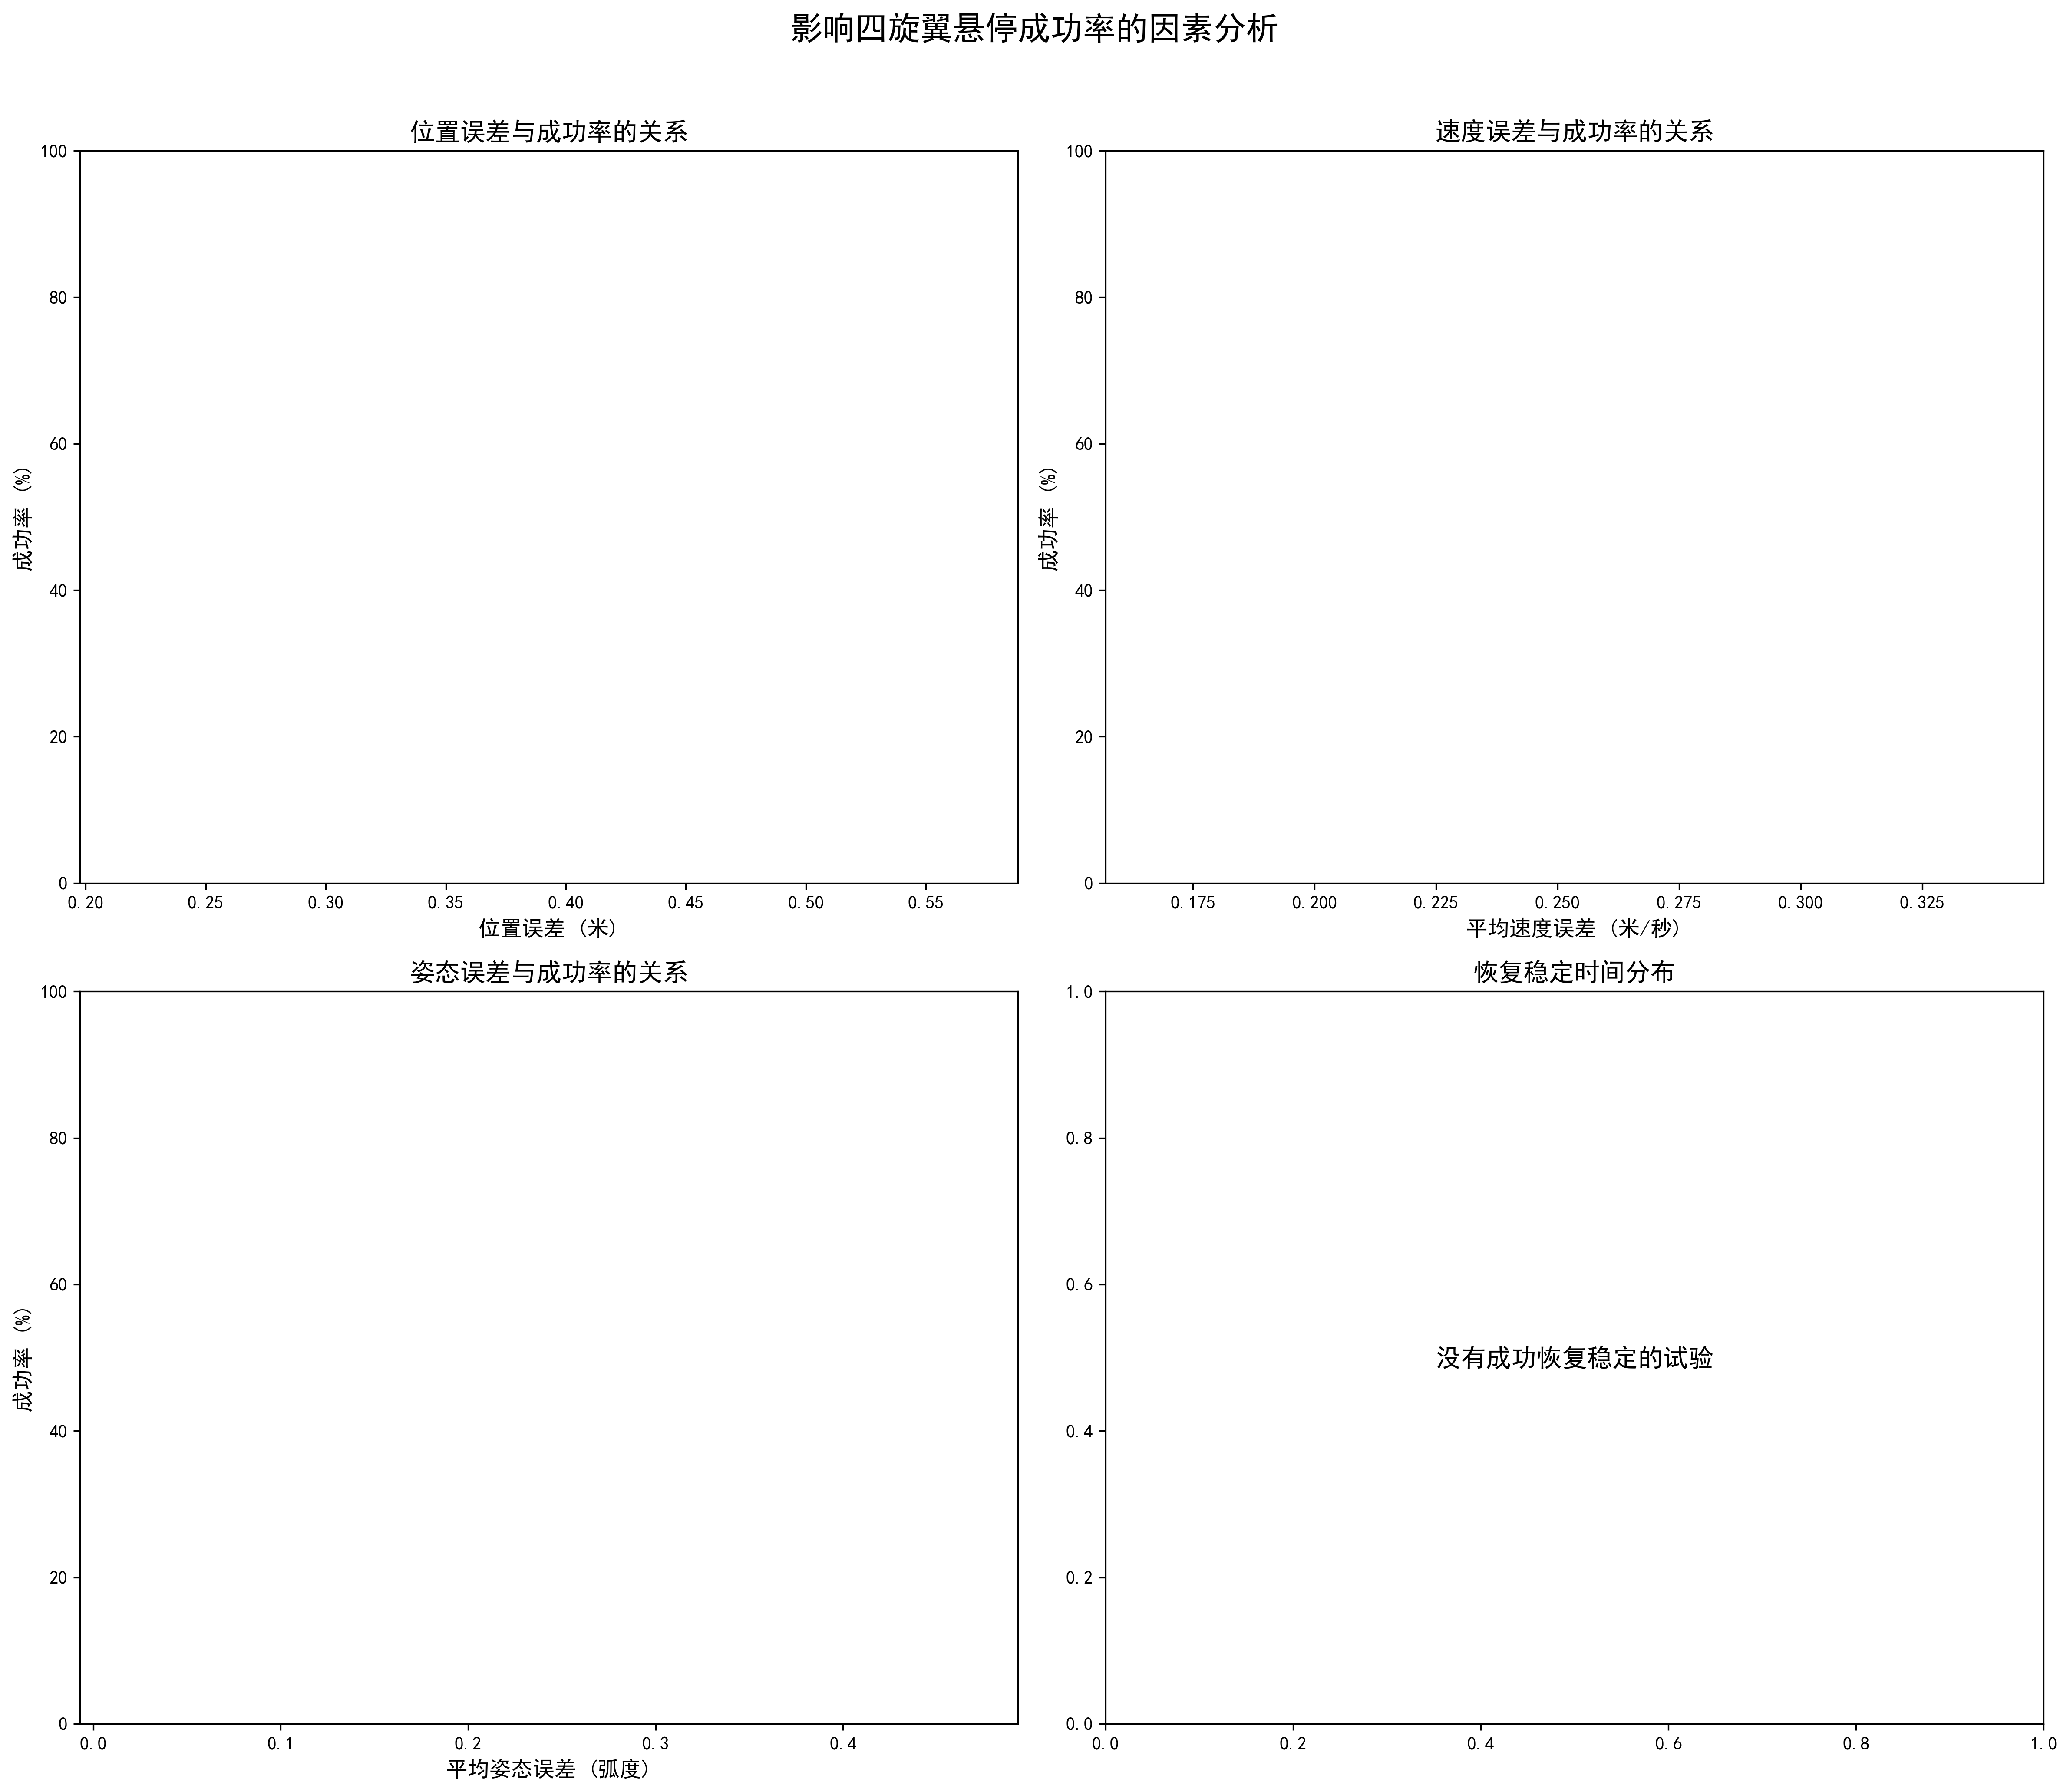 影响四旋翼悬停成功率的因素分析
位置误差与成功率的关系
100
80
60
40
20
0
成功率 (%)
0.20 0.25 0.30 0.35 0.40 0.45 0.50 0.55
位置误差 (米)
速度误差与成功率的关系
100
80
60
40
20
0
成功率 (%)
0.175 0.200 0.225 0.250 0.275 0.300 0.325
平均速度误差 (米/秒)
姿态误差与成功率的关系
100
80
60
40
20
0
成功率 (%)
0.0 0.1 0.2 0.3 0.4
平均姿态误差 (弧度)
恢复稳定时间分布
1.0
0.8
0.6
0.4
0.2
0.0
没有成功恢复稳定的试验
0.0 0.2 0.4 0.6 0.8 1.0